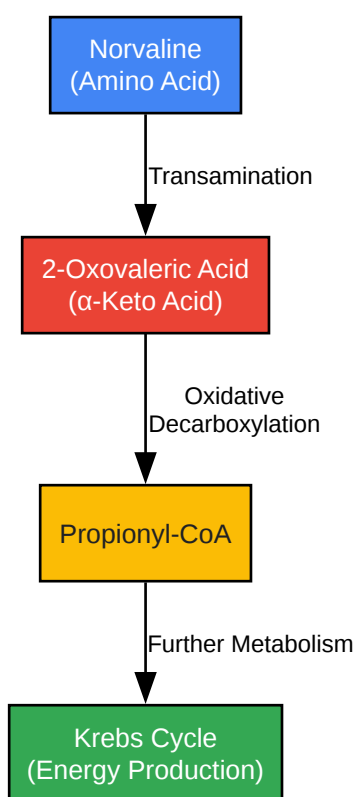 Norvaline
(Amino Acid)
Transamination
2-Oxovaleric Acid
(α-Keto Acid)
Oxidative
Decarboxylation
Propionyl-CoA
Further Metabolism
Krebs Cycle
(Energy Production)